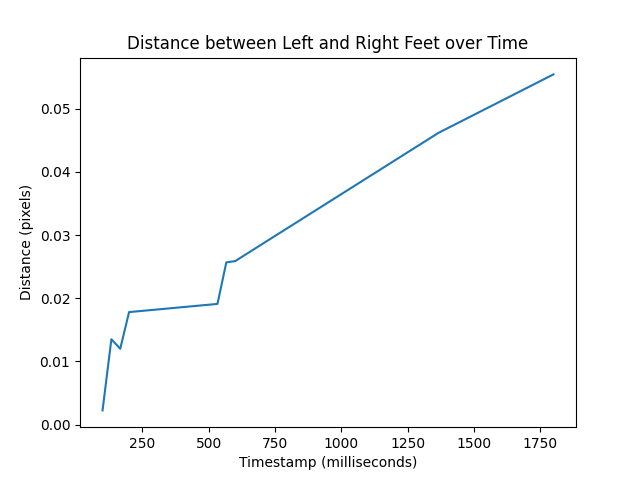 Distance between Left and Right Feet over Time
0.05
0.04
0.03
0.02
0.01
0.00
Distance (pixels)
250 500 750 1000 1250 1500 1750
Timestamp (milliseconds)